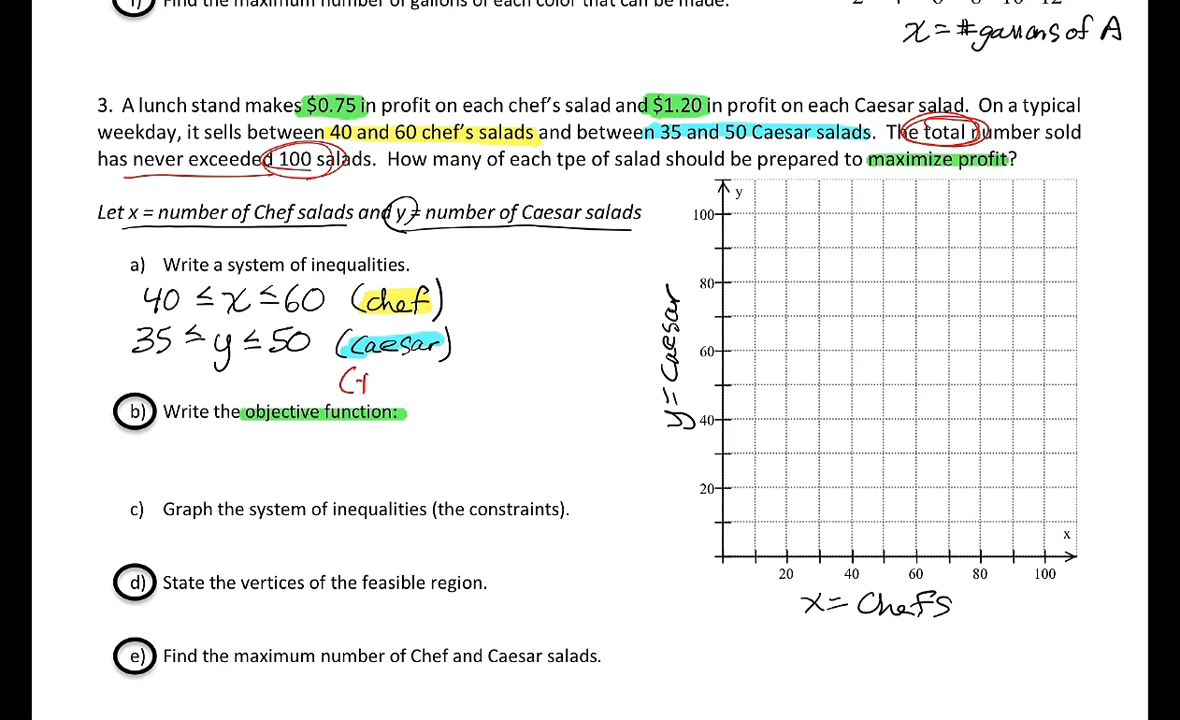 f) Find the maximum number of gallons of each color that can be made.
2 4 6 8 10 12
x = # gallons of A
3. A lunch stand makes $0.75 in profit on each chef's salad and $1.20 in profit on each Caesar salad. On a typical
weekday, it sells between 40 and 60 chef's salads and between 35 and 50 Caesar salads. The total number sold
has never exceeded 100 salads. How many of each tpe of salad should be prepared to maximize profit?
Let x = number of Chef salads and y = number of Caesar salads
a) Write a system of inequalities.
40 ≤ x ≤ 60 (chef)
35 ≤ y ≤ 50 (Caesar)
b) Write the objective function:
c) Graph the system of inequalities (the constraints).
d) State the vertices of the feasible region.
e) Find the maximum number of Chef and Caesar salads.
y
100
80
60
40
20
y = Caesar
x
20 40 60 80 100
x = Chefs